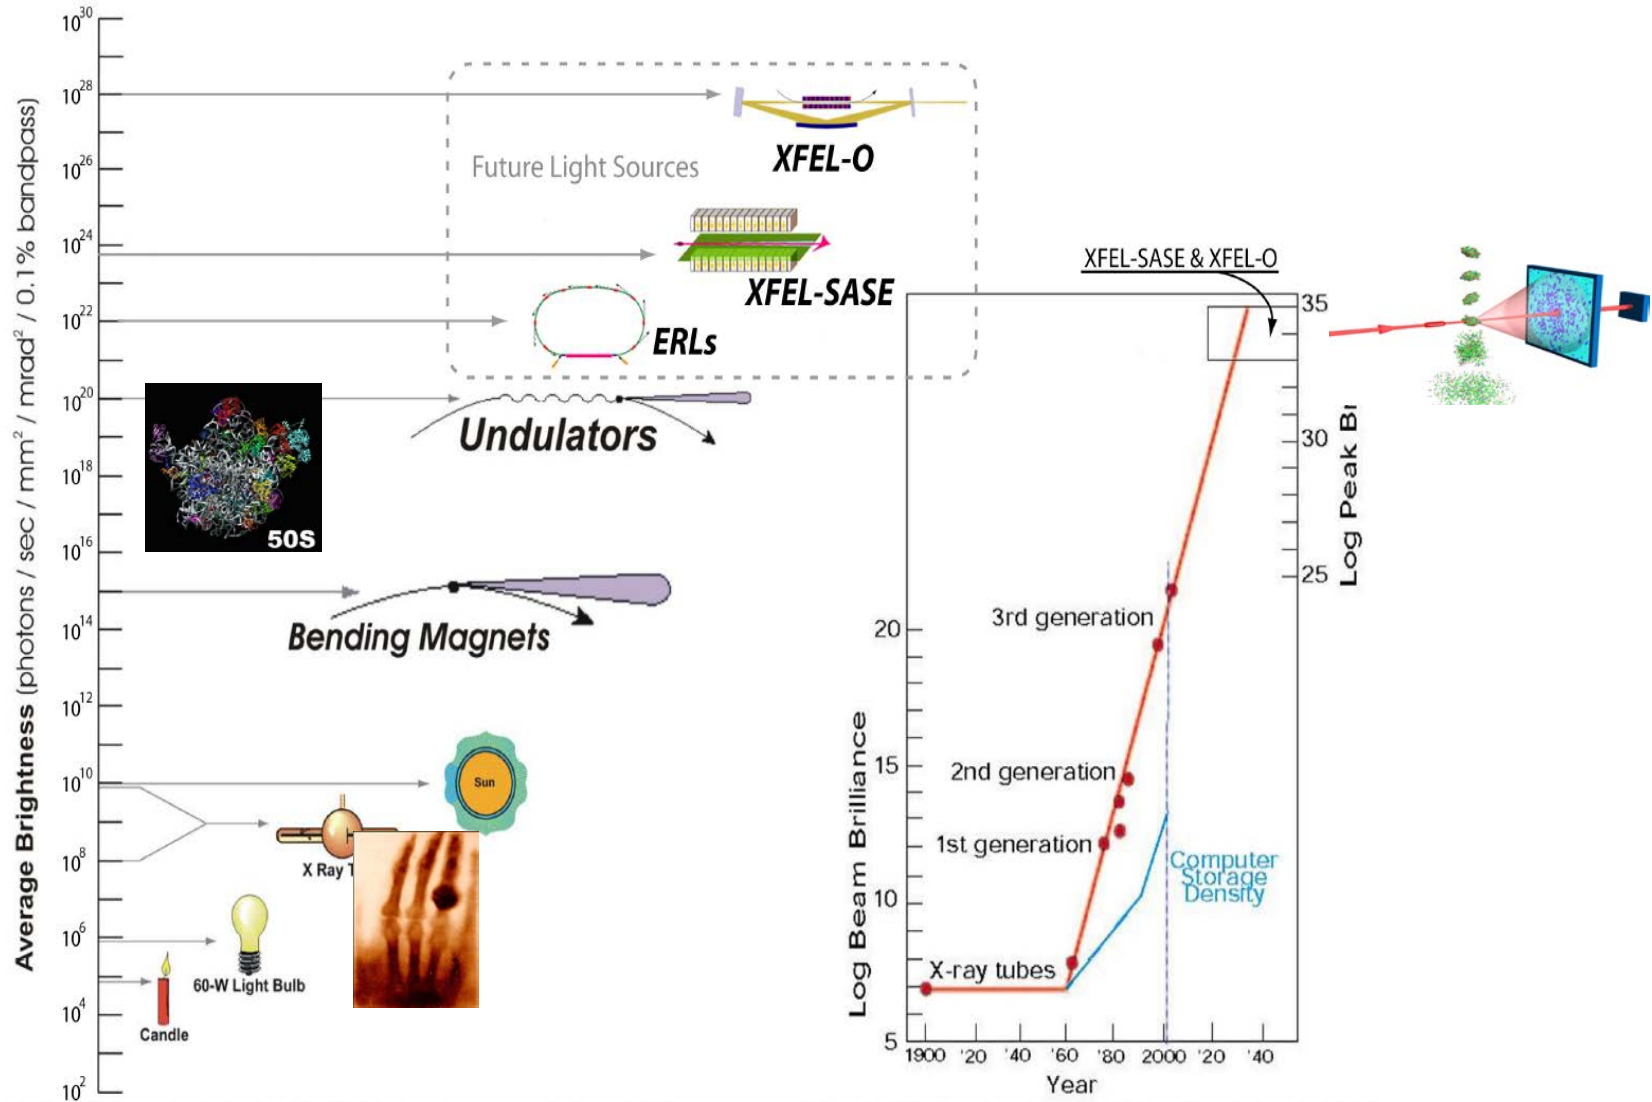 10^30
10^28
10^26
10^24
10^22
10^20
10^18
10^16
10^14
10^12
10^10
10^8
10^6
10^4
10^2
Average Brightness (photons / sec / mm² / mrad² / 0.1% bandpass)
Future Light Sources
XFEL-O
XFEL-SASE
ERLs
Undulators
50S
Bending Magnets
Sun
X Ray
60-W Light Bulb
Candle
XFEL-SASE & XFEL-O
35
30
25
Log Peak
20
15
10
5
Log Beam Brilliance
3rd generation
2nd generation
1st generation
X-ray tubes
Computer
Storage
Density
1900 '20 '40 '60 '80 2000 '20 '40
Year